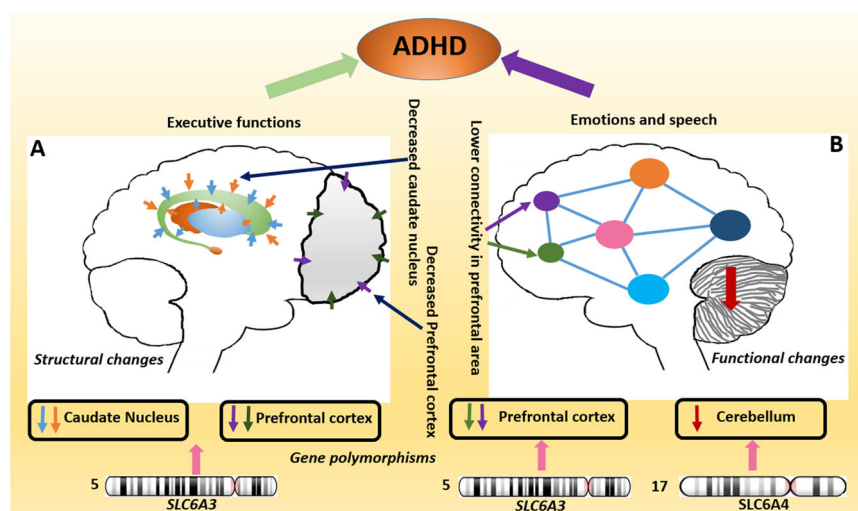 ADHD
Executive functions
Emotions and speech
A
B
Decreased caudate nucleus
Decreased Prefrontal cortex
Lower connectivity in prefrontal area
Structural changes
Functional changes
Caudate Nucleus
Prefrontal cortex
Prefrontal cortex
Cerebellum
Gene polymorphisms
5
SLC6A3
5
SLC6A3
17
SLC6A4